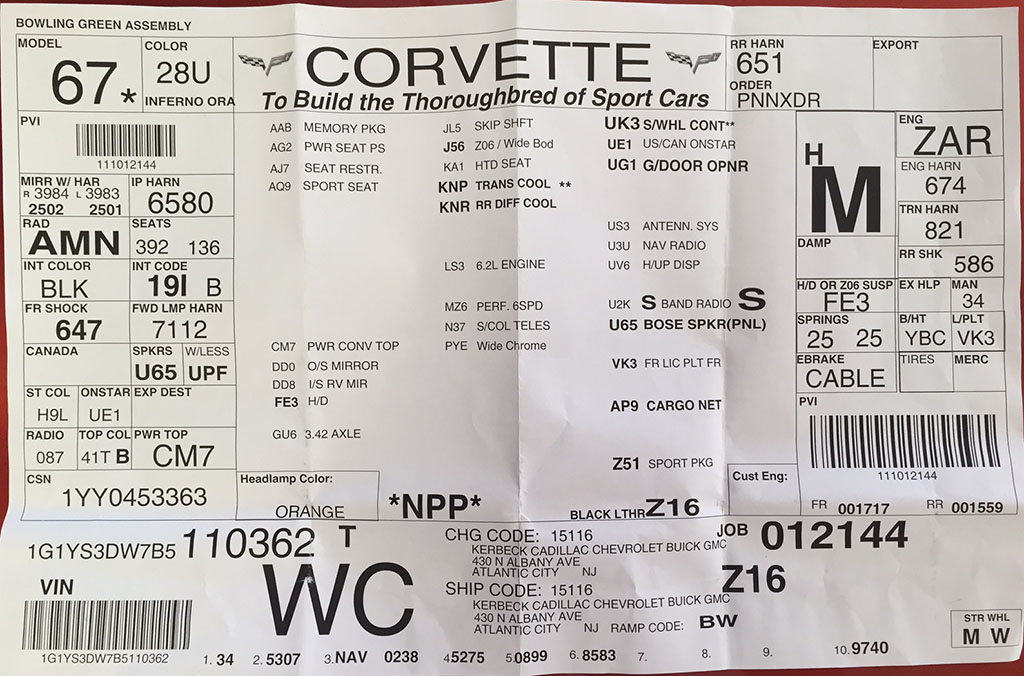 BOWLING GREEN ASSEMBLY
MODEL
67*
COLOR
28U
INFERNO ORA
CORVETTE
To Build the Thoroughbred of Sport Cars
RR HARN
651
ORDER
PNNXDR
EXPORT
PVI
111012144
MIRR W/ HAR
R 3984 L 3983
2502 2501
IP HARN
6580
RAD
AMN
SEATS
392 136
INT COLOR
BLK
INT CODE
19I B
FR SHOCK
647
FWD LMP HARN
7112
CANADA
SPKRS
U65
W/LESS
UPF
ST COL
H9L
ONSTAR
UE1
EXP DEST
RADIO
087
TOP COL
41T B
PWR TOP
CM7
CSN
1YY0453363
AAB MEMORY PKG
AG2 PWR SEAT PS
AJ7 SEAT RESTR.
AQ9 SPORT SEAT
CM7 PWR CONV TOP
DD0 O/S MIRROR
DD8 I/S RV MIR
FE3 H/D
GU6 3.42 AXLE
JL5 SKIP SHFT
J56 Z06 / Wide Bod
KA1 HTD SEAT
KNP TRANS COOL **
KNR RR DIFF COOL
LS3 6.2L ENGINE
MZ6 PERF. 6SPD
N37 S/COL TELES
PYE Wide Chrome
UK3 S/WHL CONT**
UE1 US/CAN ONSTAR
UG1 G/DOOR OPNR
US3 ANTENN. SYS
U3U NAV RADIO
UV6 H/UP DISP
U2K S BAND RADIO S
U65 BOSE SPKR(PNL)
VK3 FR LIC PLT FR
AP9 CARGO NET
Z51 SPORT PKG
BLACK LTHR Z16
Headlamp Color:
ORANGE
*NPP*
Cust Eng:
H
M
DAMP
ENG
ZAR
ENG HARN
674
TRN HARN
821
RR SHK
586
H/D OR Z06 SUSP
FE3
EX HLP
MAN
34
SPRINGS
25 25
B/HT
YBC
L/PLT
VK3
EBRAKE
CABLE
TIRES
MERC
PVI
111012144
FR 001717 RR 001559
1G1YS3DW7B5 110362 T
VIN
1G1YS3DW7B5110362
WC
CHG CODE: 15116
KERBECK CADILLAC CHEVROLET BUICK GMC
430 N ALBANY AVE
ATLANTIC CITY NJ
SHIP CODE: 15116
KERBECK CADILLAC CHEVROLET BUICK GMC
430 N ALBANY AVE
ATLANTIC CITY NJ RAMP CODE: BW
JOB 012144
Z16
STR WHL
M W
1. 34 2. 5307 3. NAV 0238 4 5275 5. 0899 6. 8583 7. 8. 9. 10. 9740